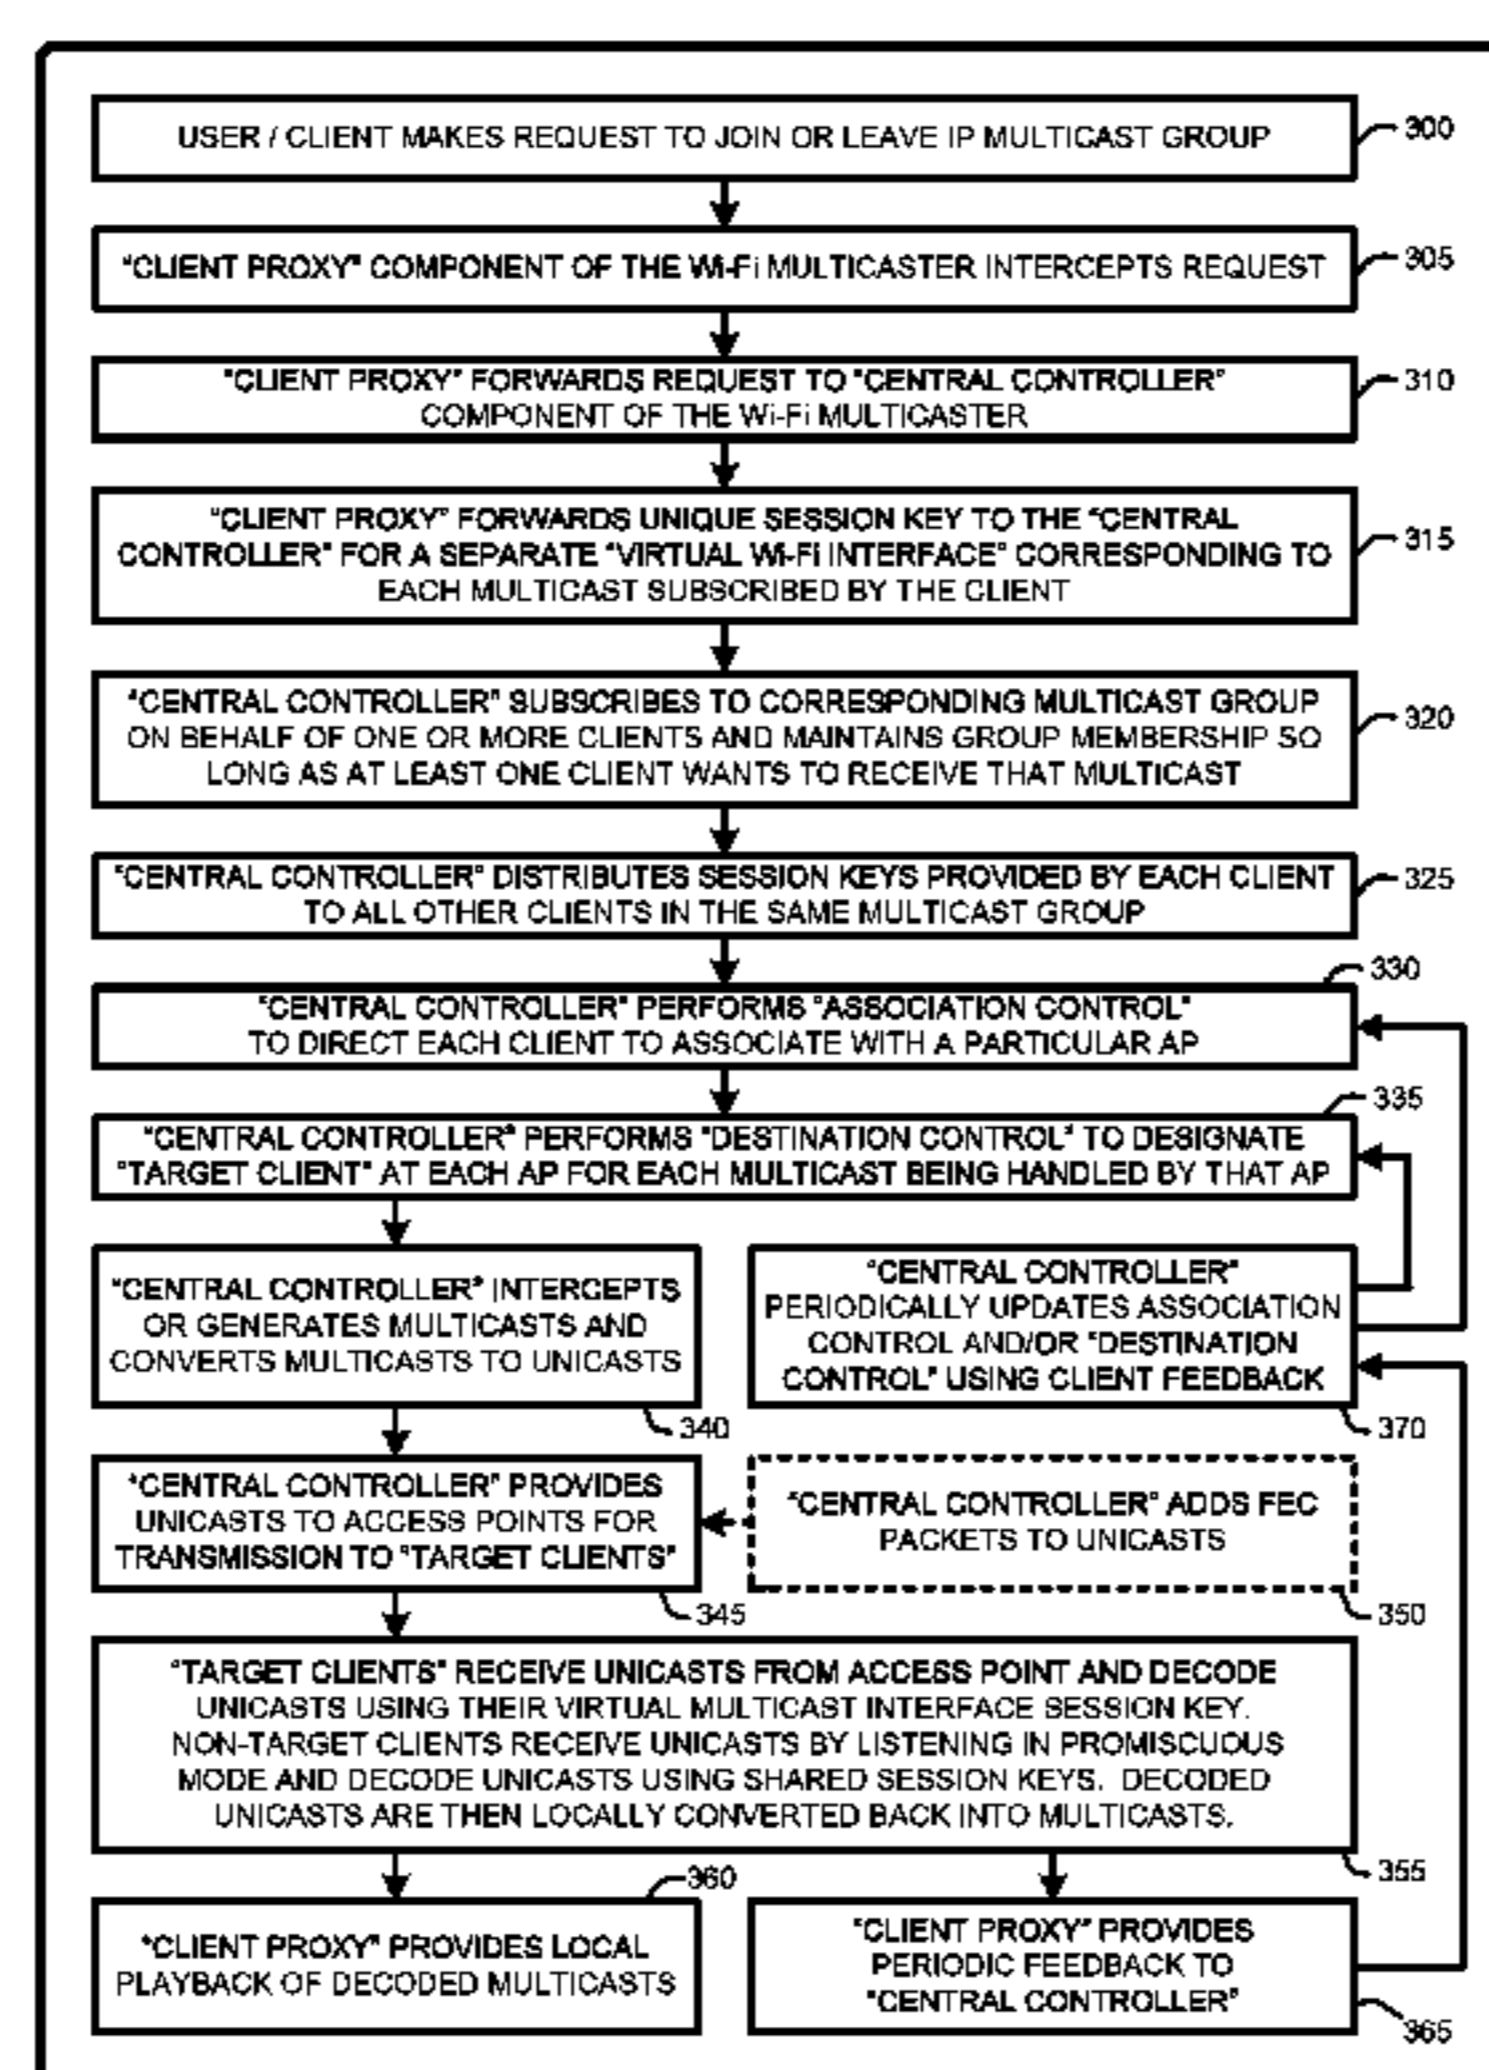 USER / CLIENT MAKES REQUEST TO JOIN OR LEAVE IP MULTICAST GROUP
300
"CLIENT PROXY" COMPONENT OF THE Wi-Fi MULTICASTER INTERCEPTS REQUEST
305
"CLIENT PROXY" FORWARDS REQUEST TO "CENTRAL CONTROLLER"
COMPONENT OF THE Wi-Fi MULTICASTER
310
"CLIENT PROXY" FORWARDS UNIQUE SESSION KEY TO THE "CENTRAL
CONTROLLER" FOR A SEPARATE "VIRTUAL Wi-Fi INTERFACE" CORRESPONDING TO
EACH MULTICAST SUBSCRIBED BY THE CLIENT
315
"CENTRAL CONTROLLER" SUBSCRIBES TO CORRESPONDING MULTICAST GROUP
ON BEHALF OF ONE OR MORE CLIENTS AND MAINTAINS GROUP MEMBERSHIP SO
LONG AS AT LEAST ONE CLIENT WANTS TO RECEIVE THAT MULTICAST
320
"CENTRAL CONTROLLER" DISTRIBUTES SESSION KEYS PROVIDED BY EACH CLIENT
TO ALL OTHER CLIENTS IN THE SAME MULTICAST GROUP
325
330
"CENTRAL CONTROLLER" PERFORMS "ASSOCIATION CONTROL"
TO DIRECT EACH CLIENT TO ASSOCIATE WITH A PARTICULAR AP
335
"CENTRAL CONTROLLER" PERFORMS "DESTINATION CONTROL" TO DESIGNATE
"TARGET CLIENT" AT EACH AP FOR EACH MULTICAST BEING HANDLED BY THAT AP
"CENTRAL CONTROLLER" INTERCEPTS
OR GENERATES MULTICASTS AND
CONVERTS MULTICASTS TO UNICASTS
340
"CENTRAL CONTROLLER"
PERIODICALLY UPDATES ASSOCIATION
CONTROL AND/OR "DESTINATION
CONTROL" USING CLIENT FEEDBACK
370
"CENTRAL CONTROLLER" PROVIDES
UNICASTS TO ACCESS POINTS FOR
TRANSMISSION TO "TARGET CLIENTS"
345
"CENTRAL CONTROLLER" ADDS FEC
PACKETS TO UNICASTS
350
"TARGET CLIENTS" RECEIVE UNICASTS FROM ACCESS POINT AND DECODE
UNICASTS USING THEIR VIRTUAL MULTICAST INTERFACE SESSION KEY.
NON-TARGET CLIENTS RECEIVE UNICASTS BY LISTENING IN PROMISCUOUS
MODE AND DECODE UNICASTS USING SHARED SESSION KEYS. DECODED
UNICASTS ARE THEN LOCALLY CONVERTED BACK INTO MULTICASTS.
355
360
"CLIENT PROXY" PROVIDES LOCAL
PLAYBACK OF DECODED MULTICASTS
"CLIENT PROXY" PROVIDES
PERIODIC FEEDBACK TO
"CENTRAL CONTROLLER"
365